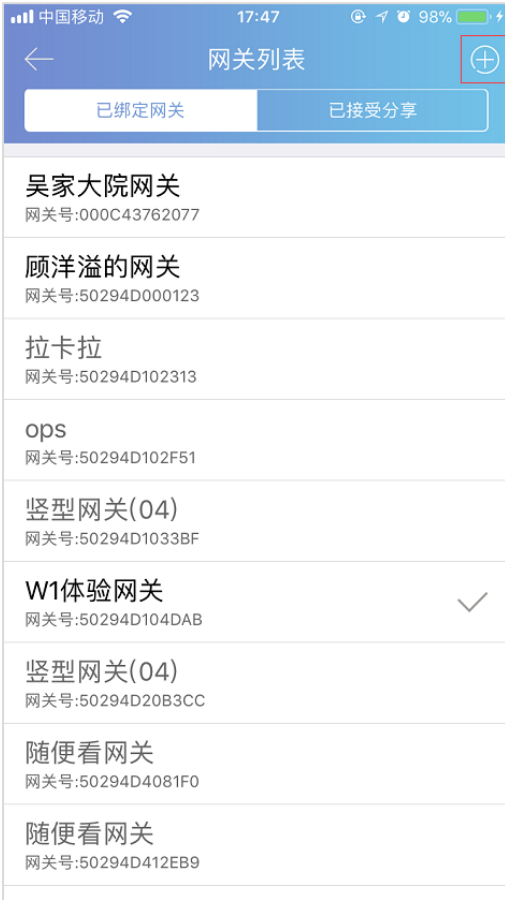 中国移动 17:47 98%
网关列表
已绑定网关 已接受分享
吴家大院网关
网关号:000C43762077
顾洋溢的网关
网关号:50294D000123
拉卡拉
网关号:50294D102313
ops
网关号:50294D102F51
竖型网关(04)
网关号:50294D1033BF
W1体验网关
网关号:50294D104DAB
竖型网关(04)
网关号:50294D20B3CC
随便看网关
网关号:50294D4081F0
随便看网关
网关号:50294D412EB9